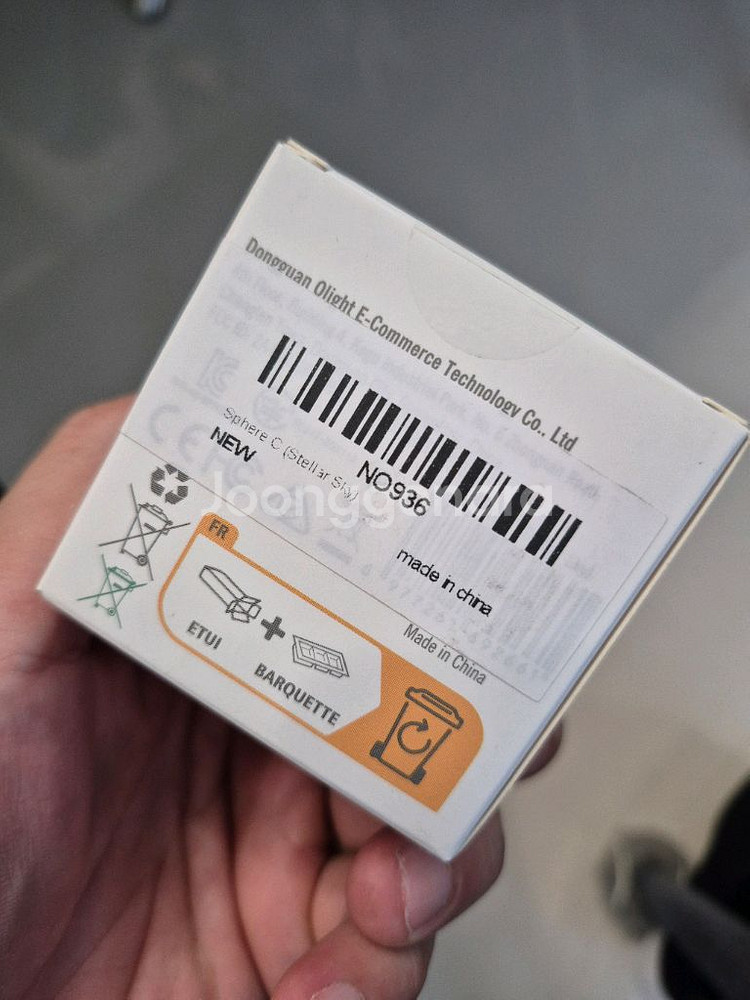 Dongguan Olight E-Commerce Technology Co., Ltd
Sphere C (Stellar Sky)
NEW
NO936
Joonggonara
made in china
Made in China
FR
ETUI
+
BARQUETTE